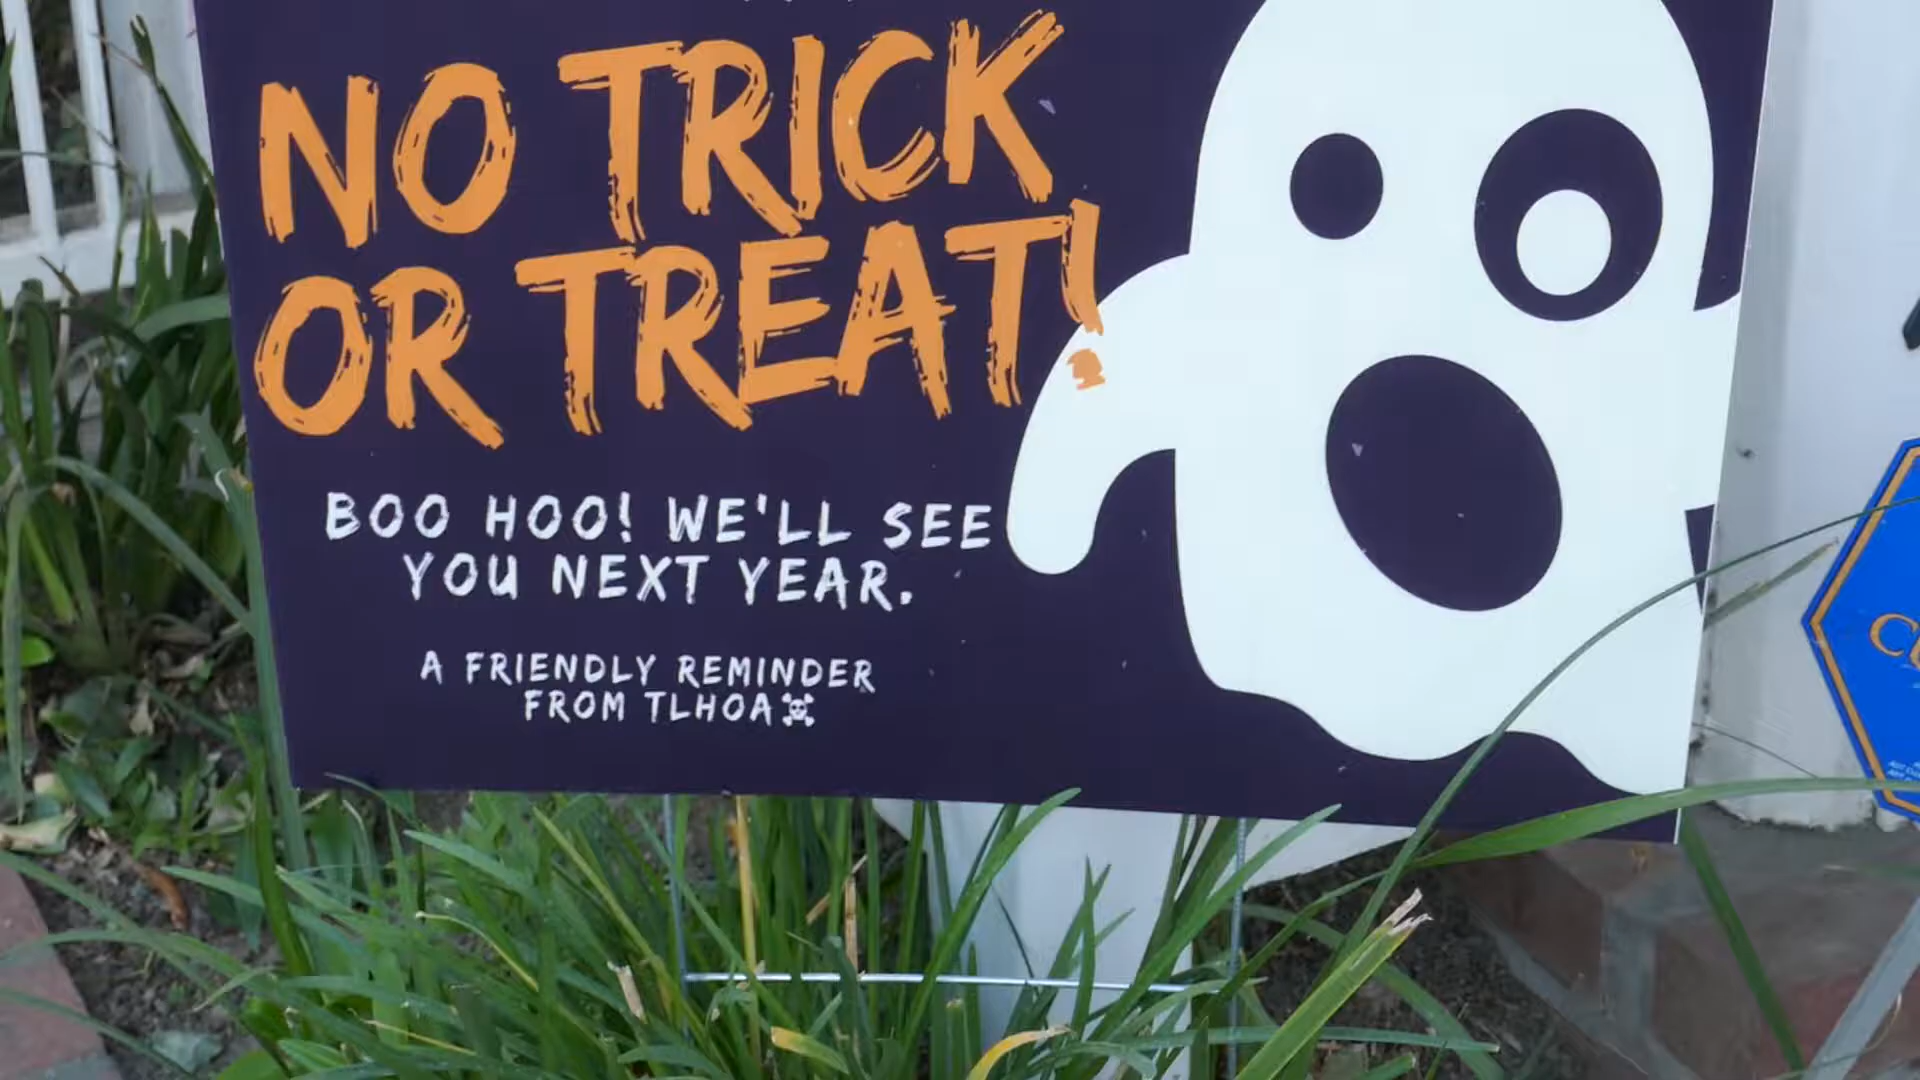 NO TRICK
OR TREAT!
BOO HOO! WE'LL SEE
YOU NEXT YEAR.
A FRIENDLY REMINDER
FROM TLHOA